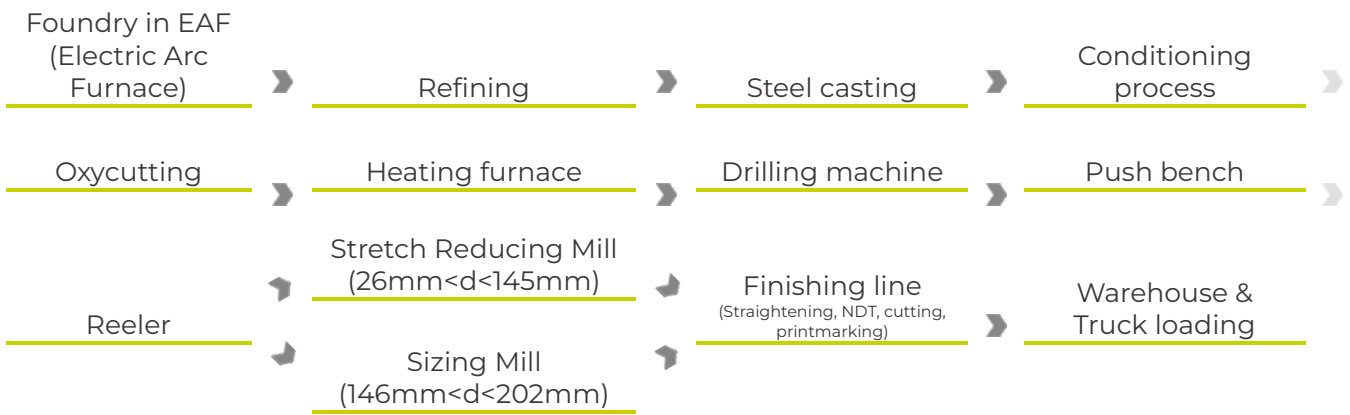 Foundry in EAF
(Electric Arc
Furnace)
Refining
Steel casting
Conditioning
process
Oxycutting
Heating furnace
Drilling machine
Push bench
Reeler
Stretch Reducing Mill
(26mm<d<145mm)
Sizing Mill
(146mm<d<202mm)
Finishing line
(Straightening, NDT, cutting,
printmarking)
Warehouse &
Truck loading